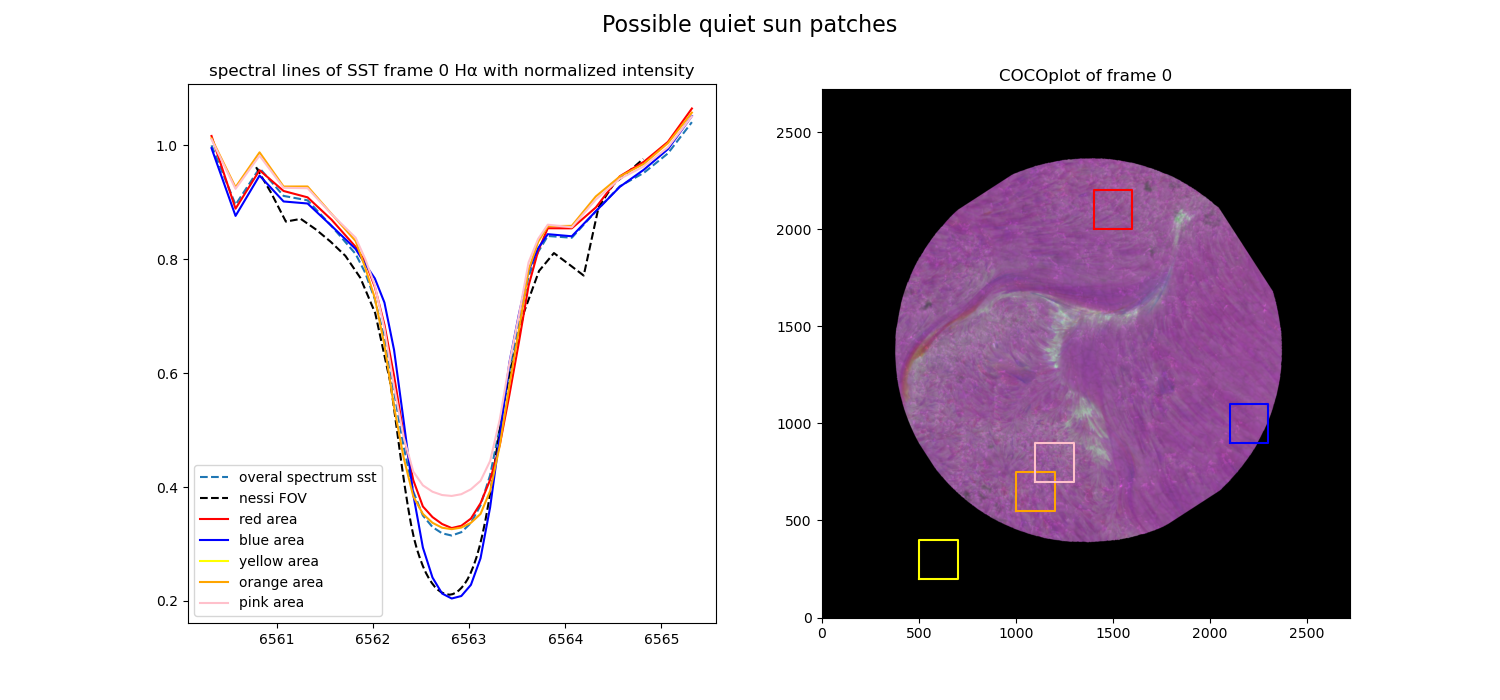 Possible quiet sun patches
spectral lines of SST frame 0 Hα with normalized intensity
1.0
0.8
0.6
0.4
0.2
6561 6562 6563 6564 6565
overal spectrum sst
nessi FOV
red area
blue area
yellow area
orange area
pink area
COCOplot of frame 0
2500
2000
1500
1000
500
0
0 500 1000 1500 2000 2500